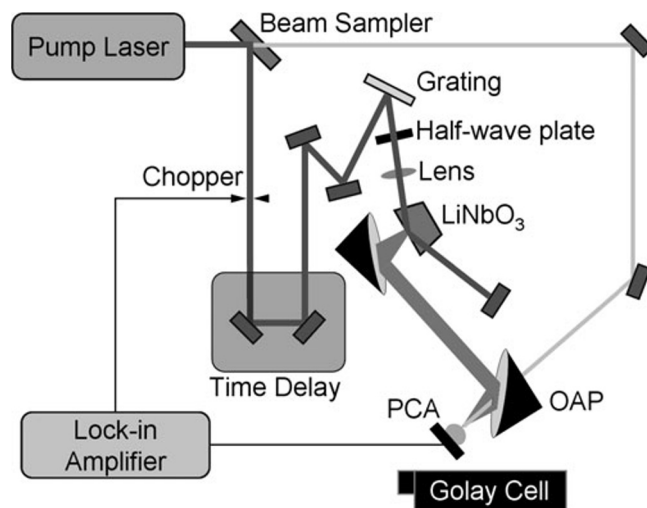 Beam Sampler
Pump Laser
Grating
Half-wave plate
Chopper
Lens
LiNbO₃
Time Delay
PCA
OAP
Lock-in
Amplifier
Golay Cell